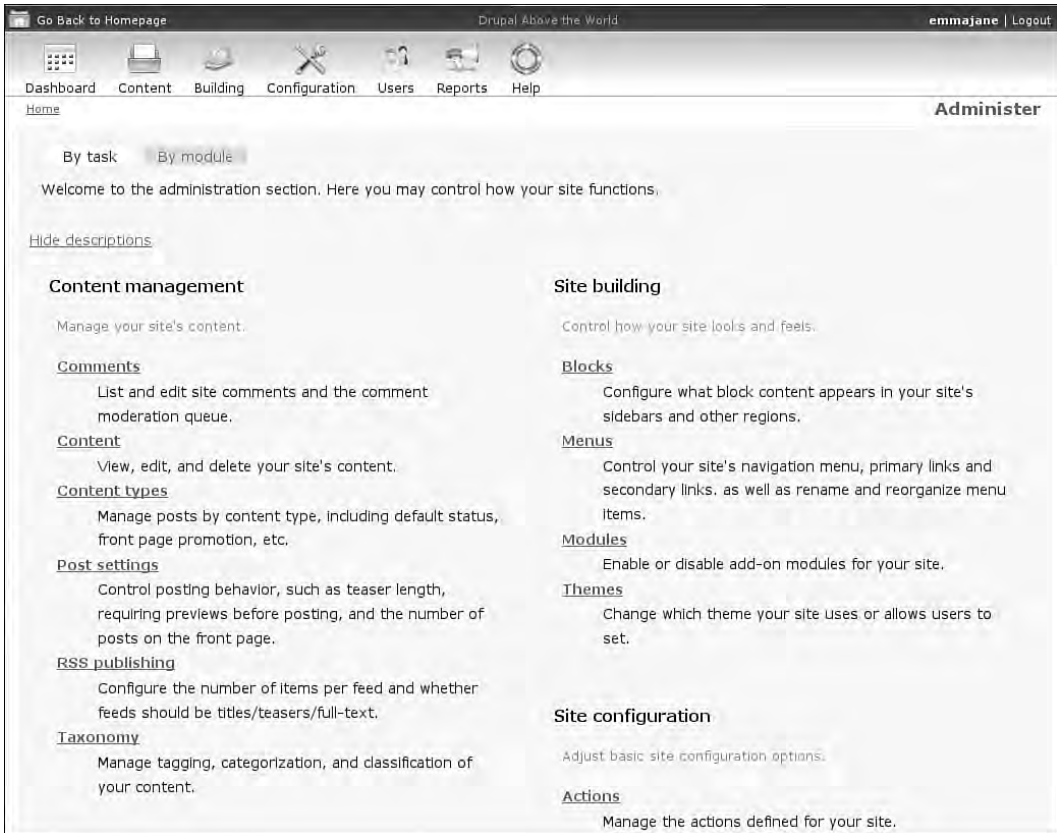 Go Back to Homepage
Drupal Above the World
emmajane | Logout
Dashboard
Content
Building
Configuration
Users
Reports
Help
Home
Administer
By task
By module
Welcome to the administration section. Here you may control how your site functions.
Hide descriptions
Content management
Manage your site's content.
Comments
List and edit site comments and the comment
moderation queue.
Content
View, edit, and delete your site's content.
Content types
Manage posts by content type, including default status,
front page promotion, etc.
Post settings
Control posting behavior, such as teaser length,
requiring previews before posting, and the number of
posts on the front page.
RSS publishing
Configure the number of items per feed and whether
feeds should be titles/teasers/full-text.
Taxonomy
Manage tagging, categorization, and classification of
your content.
Site building
Control how your site looks and feels.
Blocks
Configure what block content appears in your site's
sidebars and other regions.
Menus
Control your site's navigation menu, primary links and
secondary links. as well as rename and reorganize menu
items.
Modules
Enable or disable add-on modules for your site.
Themes
Change which theme your site uses or allows users to
set.
Site configuration
Adjust basic site configuration options.
Actions
Manage the actions defined for your site.